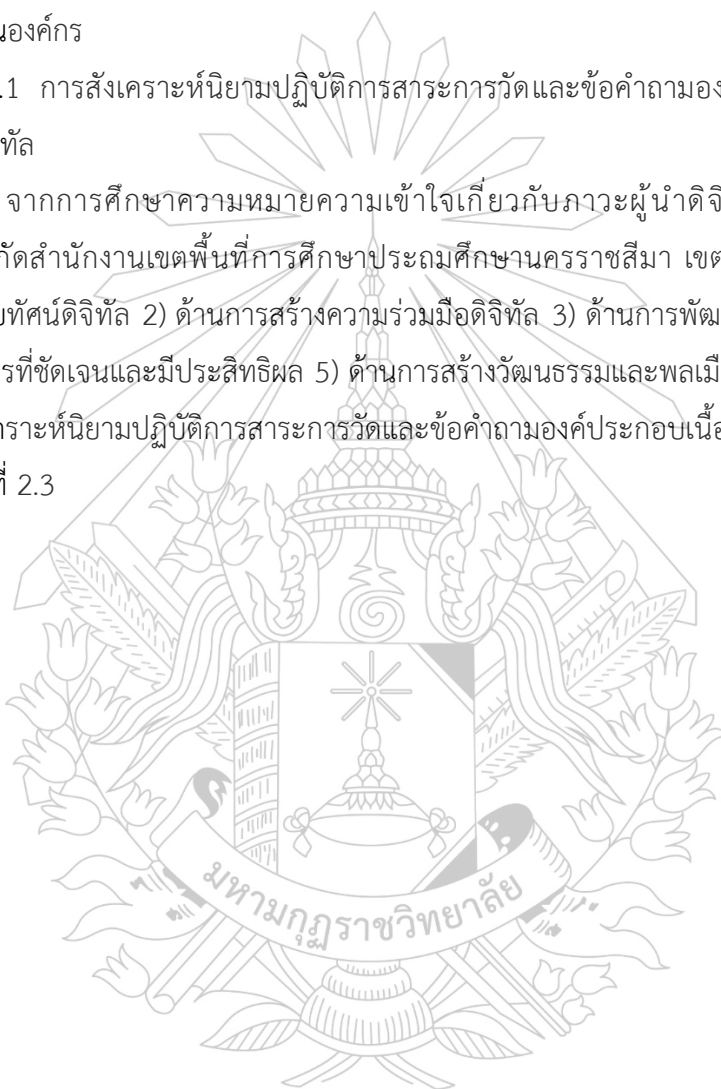 นองค์กร
.1 การสังเคราะห์นิยามปฏิบัติการสาระการวัดและข้อคำถามอง
ทัล
จากการศึกษาความหมายความเข้าใจเกี่ยวกับภาวะผู้นำดิจิ
กัดสำนักงานเขตพื้นที่การศึกษาประถมศึกษานครราชสีมา เขต
ยทัศน์ดิจิทัล 2) ด้านการสร้างความร่วมมือดิจิทัล 3) ด้านการพัฒ
รที่ชัดเจนและมีประสิทธิผล 5) ด้านการสร้างวัฒนธรรมและพลเมือ
คราะห์นิยามปฏิบัติการสาระการวัดและข้อคำถามองค์ประกอบเนื้อ
ที่ 2.3
มหามกุฏราชวิทยาลัย